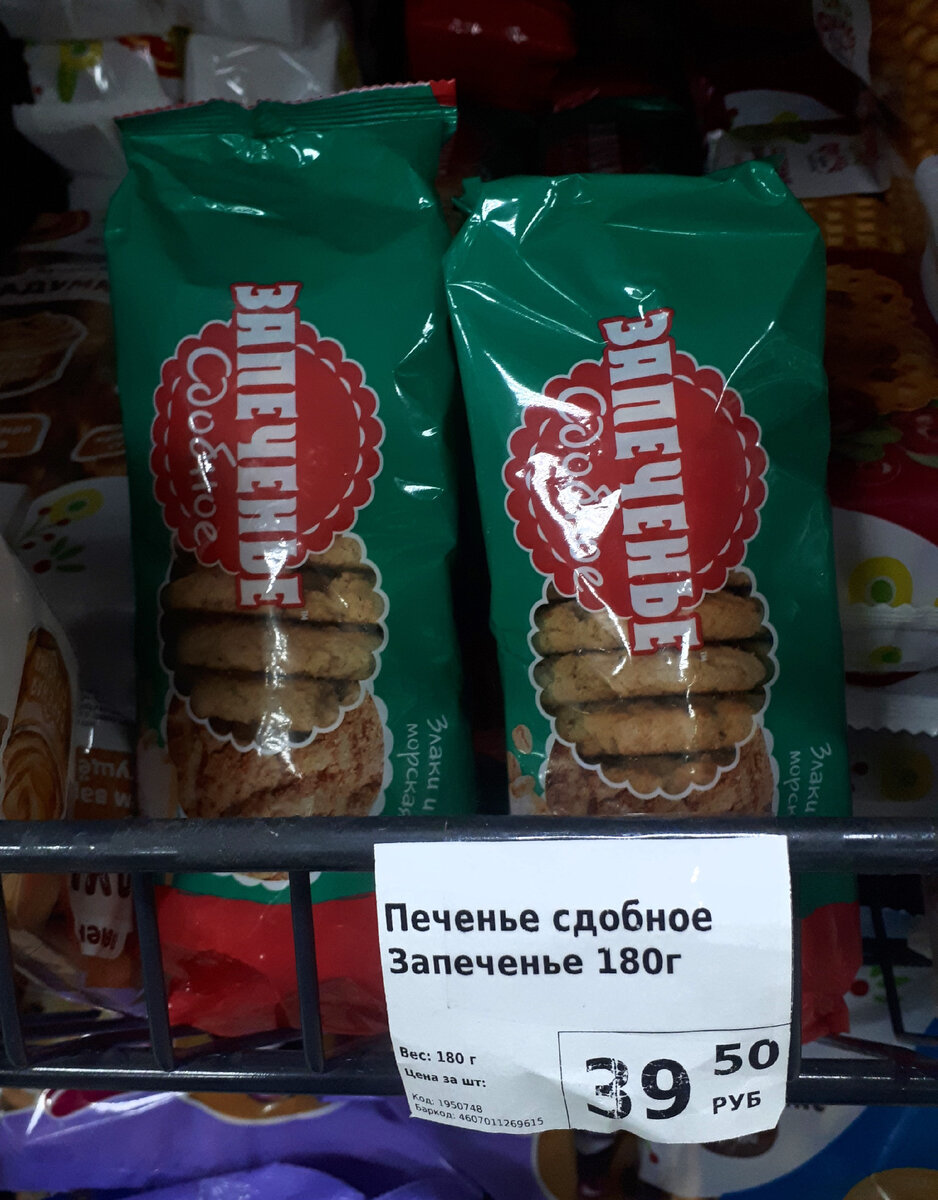 ЗАПЕЧЕНЬЕ
Сдобное
Злаки и
морская
ЗАПЕЧЕНЬЕ
Сдобное
Злаки
морск
Печенье сдобное
Запеченье 180г
Вес: 180 г
Цена за шт:
Код: 1950748
Баркод: 4607011269615
39 50
РУБ